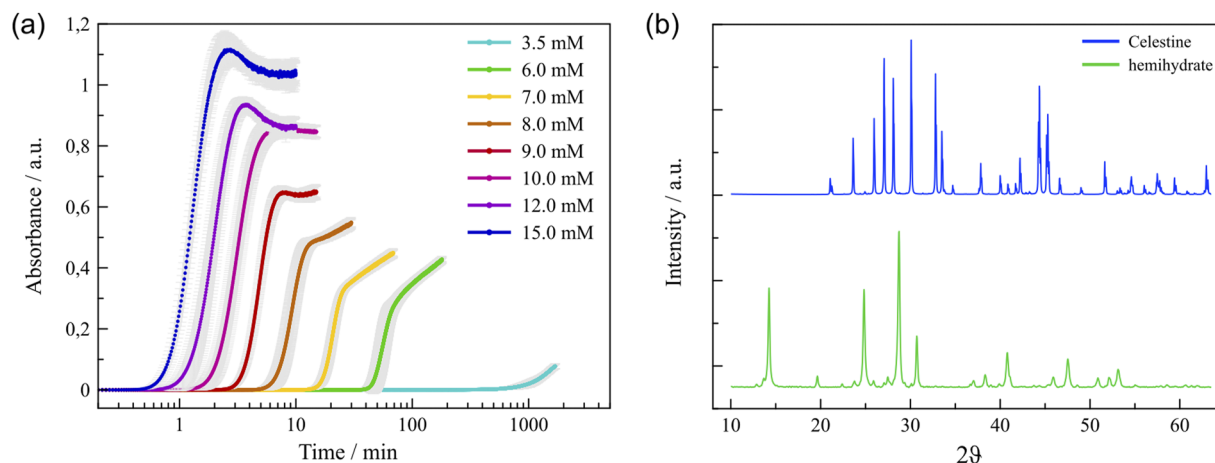 (a)
Absorbance / a.u.
1,2
1
0,8
0,6
0,4
0,2
0
3.5 mM
6.0 mM
7.0 mM
8.0 mM
9.0 mM
10.0 mM
12.0 mM
15.0 mM
1
10
100
1000
Time / min
(b)
Intensity / a.u.
Celestine
hemihydrate
10
20
30
40
50
60
2ϑ